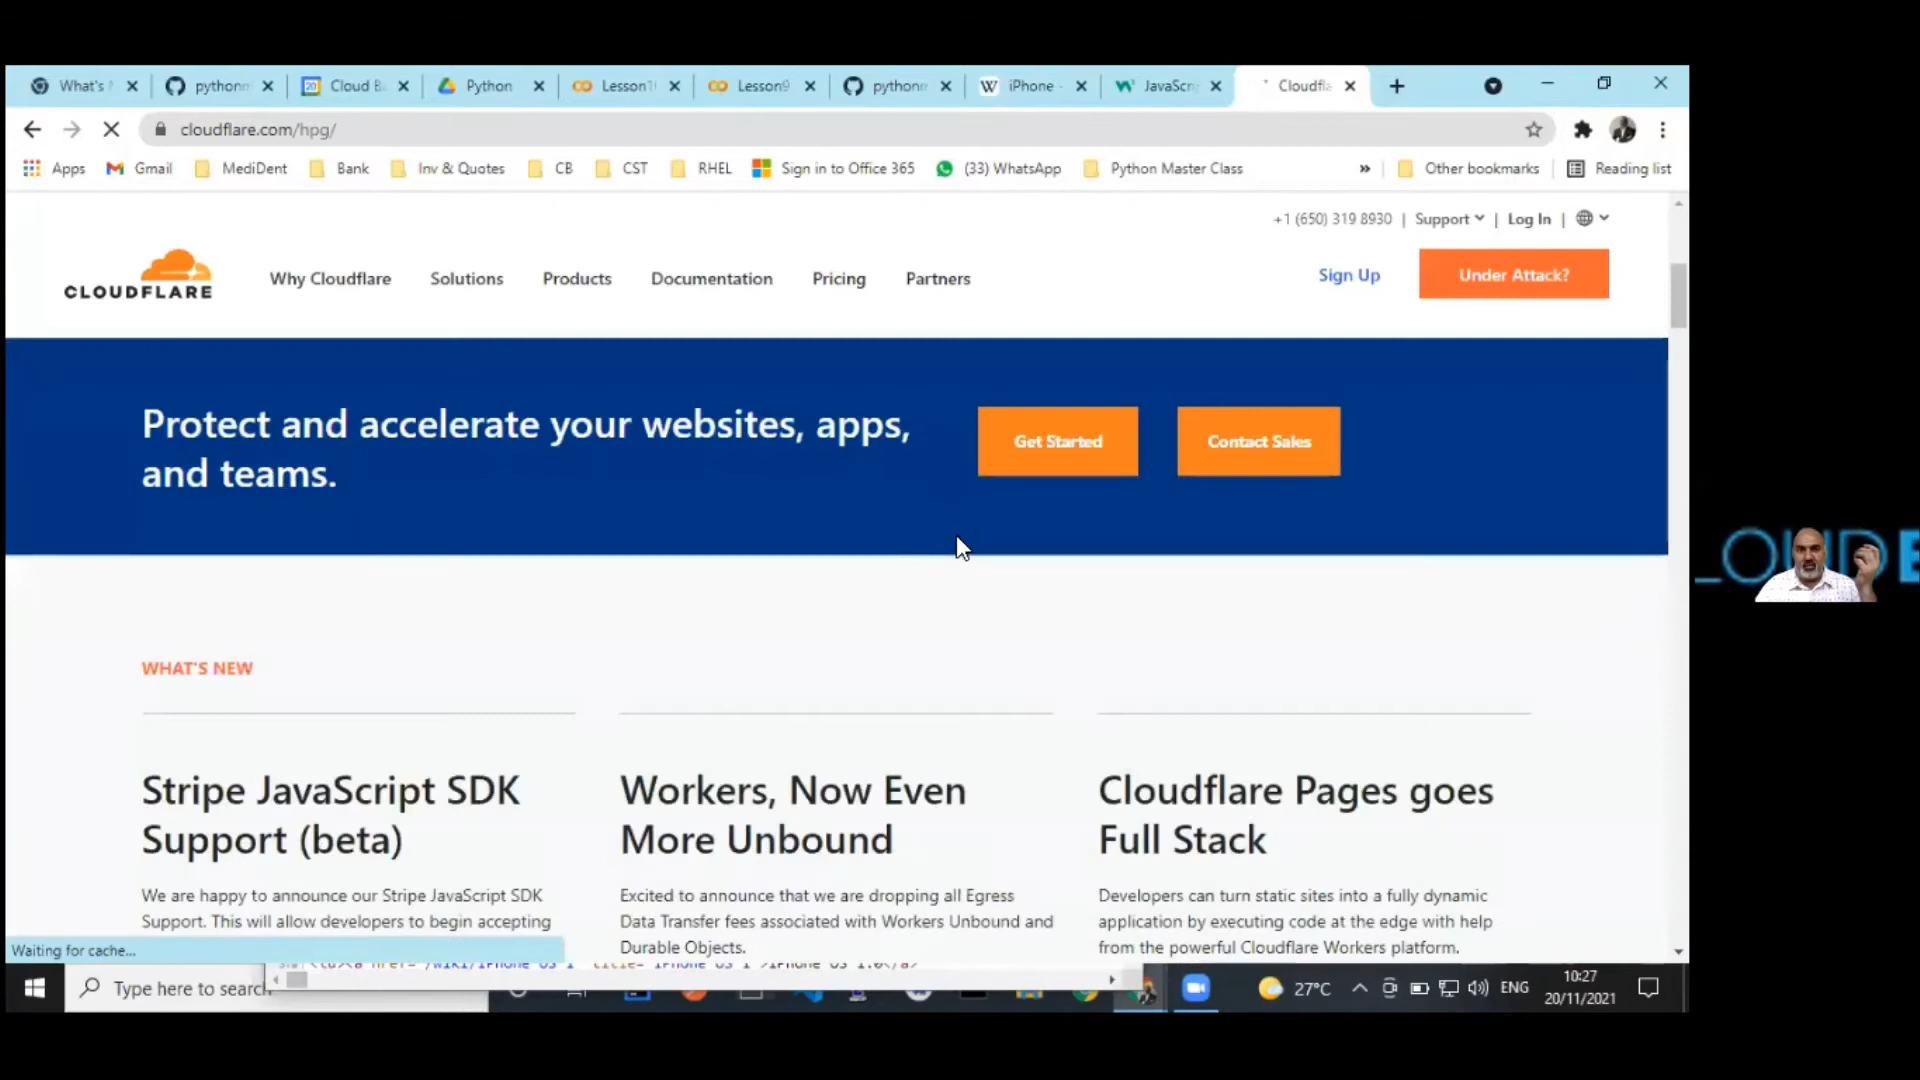 What's
python
Cloud B
Python
Lesson1
Lesson9
python
iPhone -
JavaScr
Cloudfla
cloudflare.com/hpg/
Apps
Gmail
MediDent
Bank
Inv & Quotes
CB
CST
RHEL
Sign in to Office 365
(33) WhatsApp
Python Master Class
»
Other bookmarks
Reading list
+1 (650) 319 8930 | Support | Log In |
CLOUDFLARE
Why Cloudflare
Solutions
Products
Documentation
Pricing
Partners
Sign Up
Under Attack?
Protect and accelerate your websites, apps,
and teams.
Get Started
Contact Sales
WHAT'S NEW
Stripe JavaScript SDK
Support (beta)
We are happy to announce our Stripe JavaScript SDK
Support. This will allow developers to begin accepting
Workers, Now Even
More Unbound
Excited to announce that we are dropping all Egress
Data Transfer fees associated with Workers Unbound and
Durable Objects.
Cloudflare Pages goes
Full Stack
Developers can turn static sites into a fully dynamic
application by executing code at the edge with help
from the powerful Cloudflare Workers platform.
Waiting for cache...
Type here to search
27°C
ENG
10:27
20/11/2021